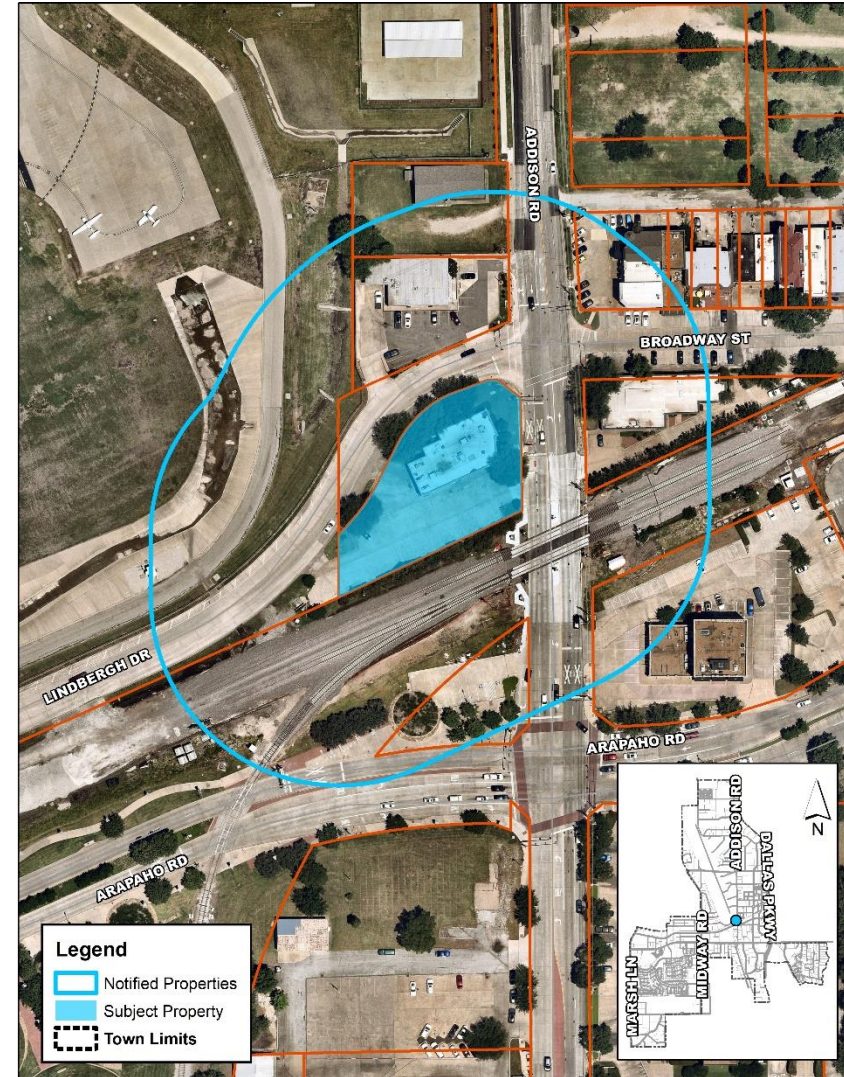 ADDISON RD
BROADWAY ST
LINDBERGH DR
ARAPAHO RD
ARAPAHO RD
Legend
Notified Properties
Subject Property
Town Limits
N
ADDISON RD
DALLAS PKWY
MIDWAY RD
MARSH LN